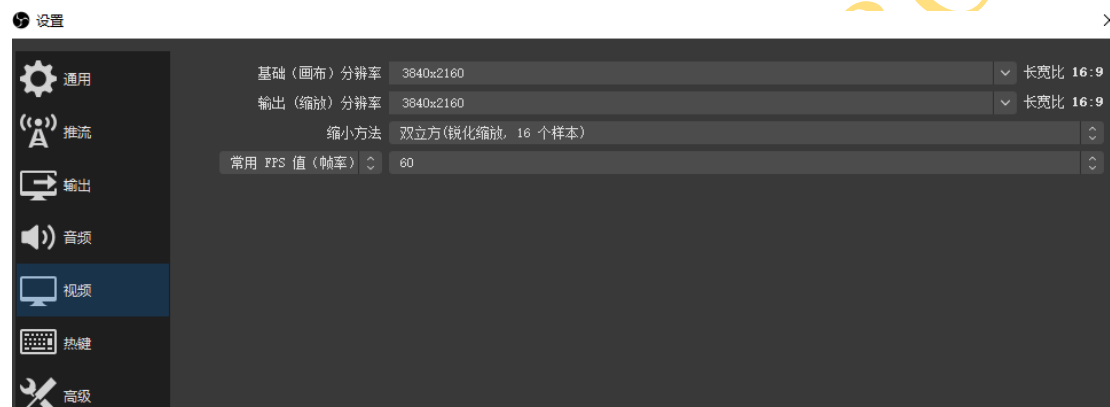 设置
通用
推流
输出
音频
视频
热键
高级
基础（画布）分辨率 3840x2160 长宽比 16:9
输出（缩放）分辨率 3840x2160 长宽比 16:9
缩小方法 双立方(锐化缩放, 16 个样本)
常用 FPS 值（帧率） 60